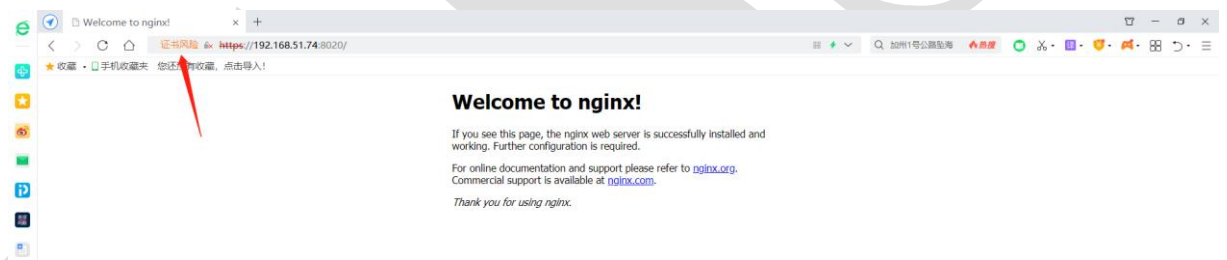 Welcome to nginx!
证书风险 https://192.168.51.74:8020/
加州1号公路坠海 热搜
收藏 手机收藏夹 您还没有收藏，点击导入！
Welcome to nginx!
If you see this page, the nginx web server is successfully installed and
working. Further configuration is required.
For online documentation and support please refer to nginx.org.
Commercial support is available at nginx.com.
Thank you for using nginx.